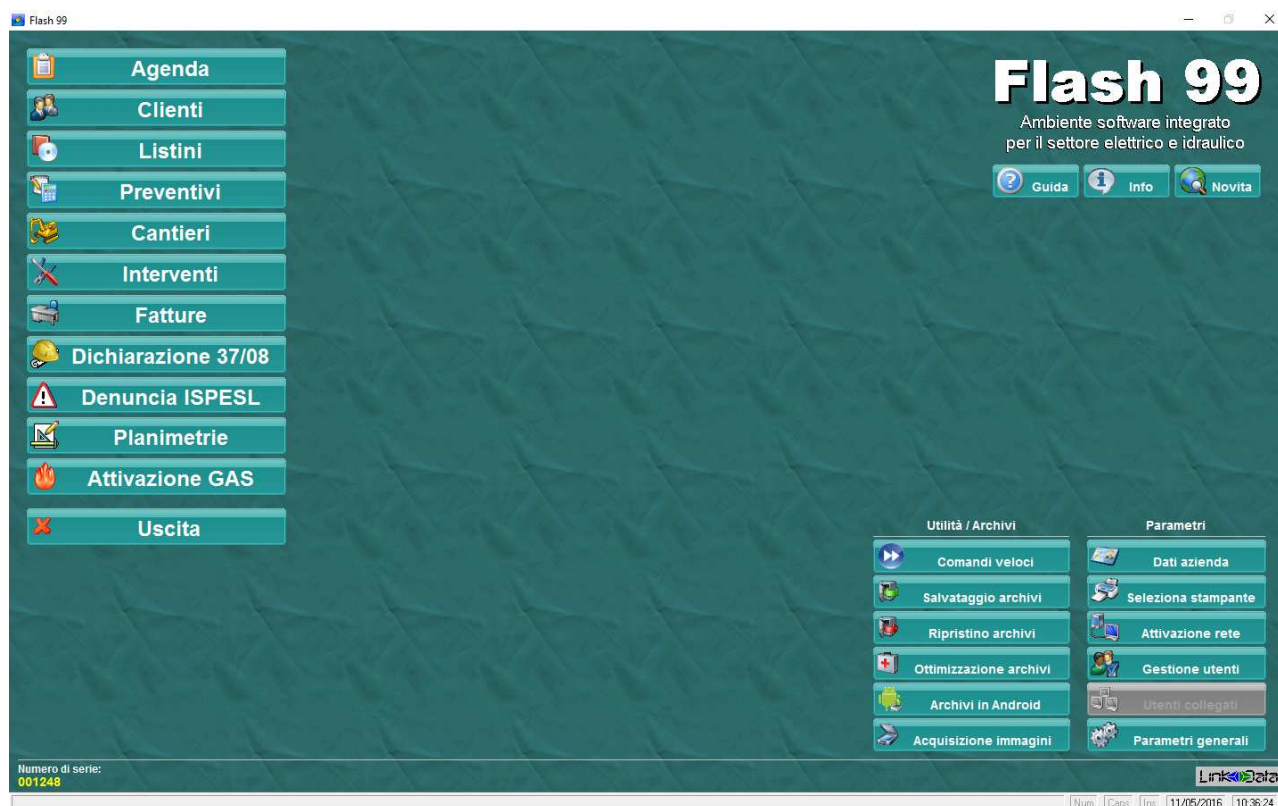 Flash 99
Agenda
Clienti
Listini
Preventivi
Cantieri
Interventi
Fatture
Dichiarazione 37/08
Denuncia ISPESL
Planimetrie
Attivazione GAS
Uscita
Flash 99
Ambiente software integrato
per il settore elettrico e idraulico
Guida
Info
Novita
Utilità / Archivi
Comandi veloci
Salvataggio archivi
Ripristino archivi
Ottimizzazione archivi
Archivi in Android
Acquisizione immagini
Parametri
Dati azienda
Seleziona stampante
Attivazione rete
Gestione utenti
Utenti collegati
Parametri generali
Numero di serie:
001248
Link Data
Num Caps Ins 11/05/2016 10:36:24